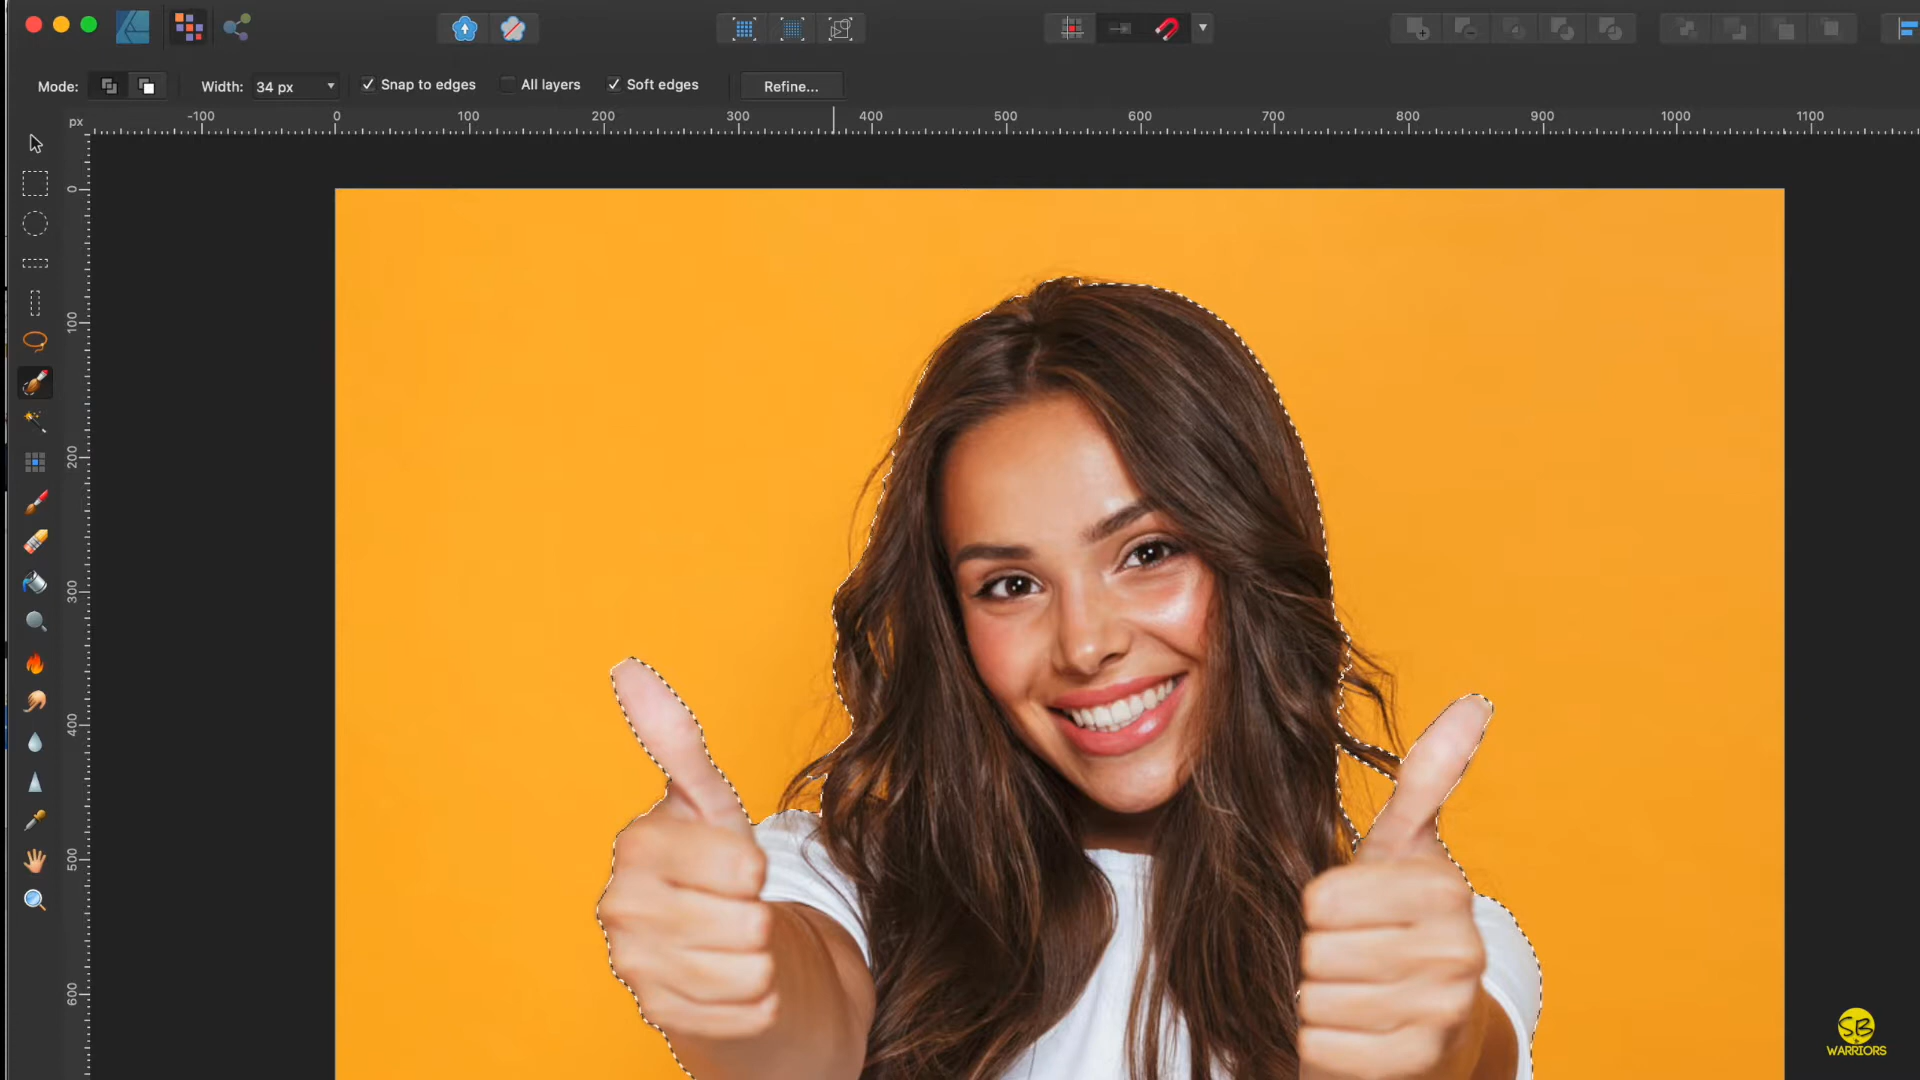 Mode:
Width: 34 px
Snap to edges
All layers
Soft edges
Refine...
px
-100 0 100 200 300 400 500 600 700 800 900 1000 1100
0
100
200
300
400
500
600
SB
WARRIORS